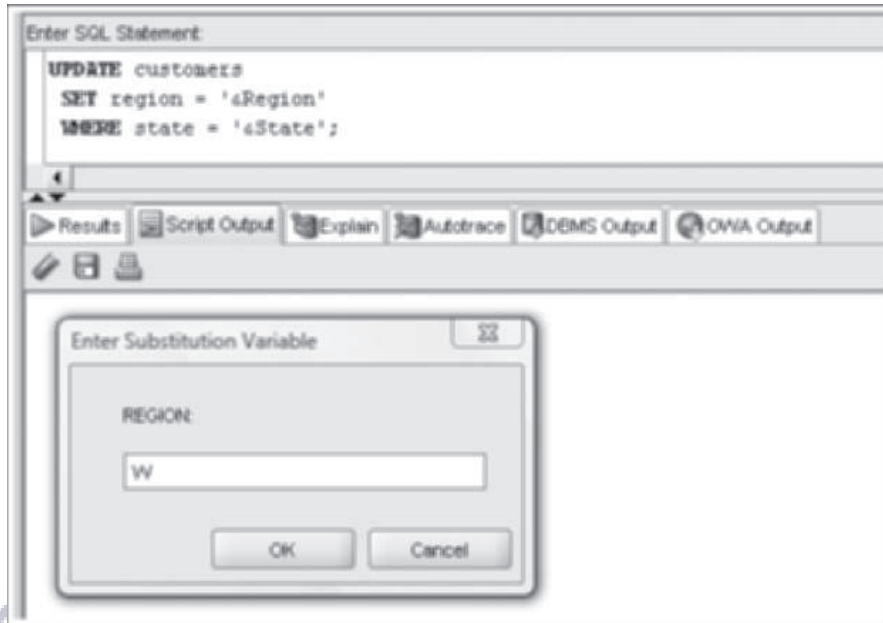 Enter SQL Statement:
UPDATE customers
SET region = '&Region'
WHERE state = '&State';
Results Script Output Explain Autotrace DBMS Output OWA Output
Enter Substitution Variable
REGION:
W
OK Cancel